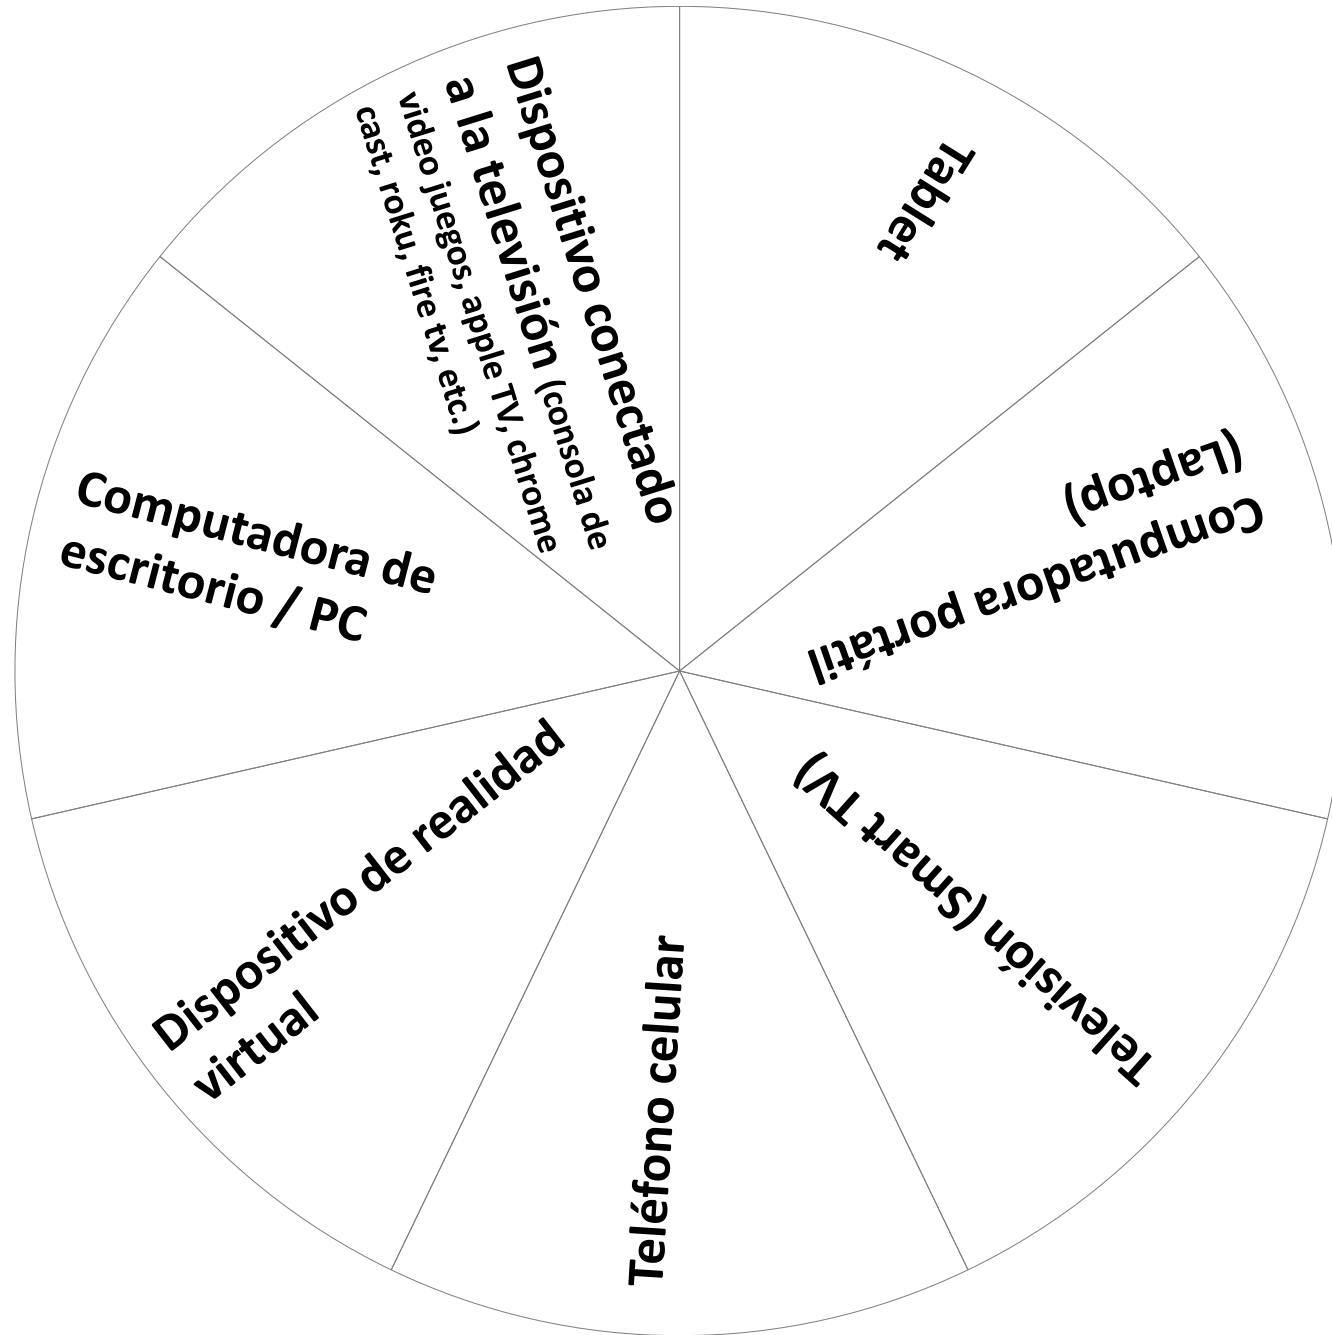 Tablet
Computadora portátil
(Laptop)
Televisión (Smart TV)
Teléfono celular
Dispositivo de realidad
virtual
Computadora de
escritorio / PC
Dispositivo conectado
a la televisión (consola de
video juegos, apple TV, chrome
cast, roku, fire tv, etc.)